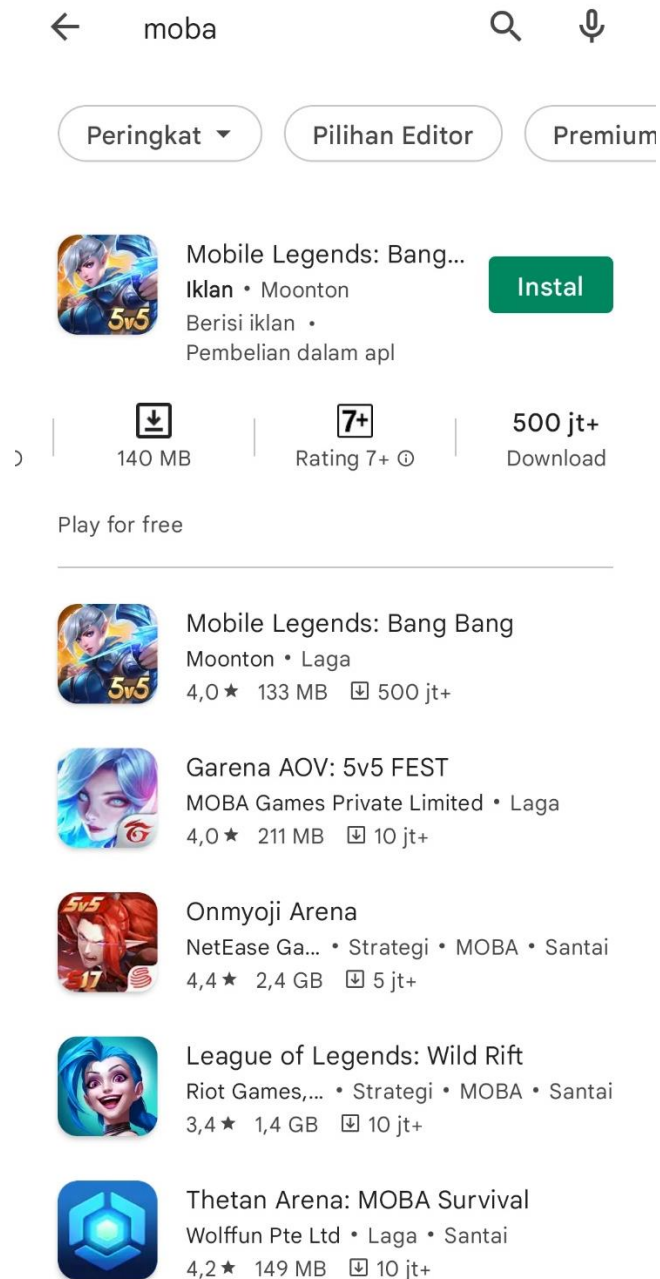 moba
Peringkat
Pilihan Editor
Premium
Mobile Legends: Bang...
Iklan • Moonton
Instal
Berisi iklan •
Pembelian dalam apl
140 MB
7+
Rating 7+
500 jt+
Download
Play for free
5v5
Mobile Legends: Bang Bang
Moonton • Laga
4,0★ 133 MB 500 jt+
5v5
Garena AOV: 5v5 FEST
MOBA Games Private Limited • Laga
4,0★ 211 MB 10 jt+
Onmyoji Arena
NetEase Ga... • Strategi • MOBA • Santai
4,4★ 2,4 GB 5 jt+
5v5
S17
League of Legends: Wild Rift
Riot Games,... • Strategi • MOBA • Santai
3,4★ 1,4 GB 10 jt+
Thetan Arena: MOBA Survival
Wolffun Pte Ltd • Laga • Santai
4,2★ 149 MB 10 jt+